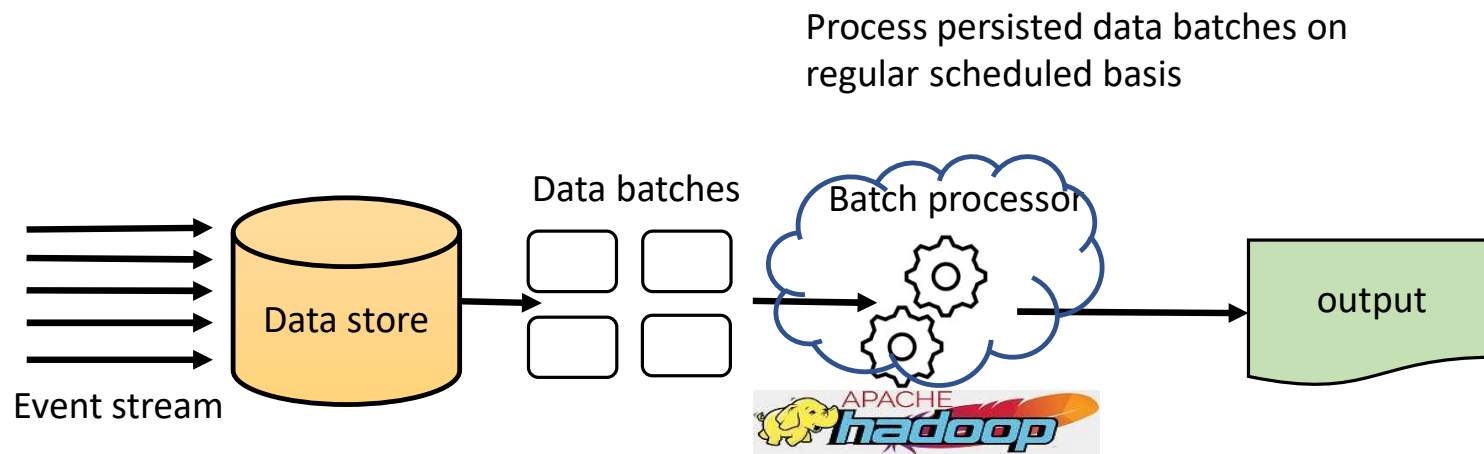 Process persisted data batches on
regular scheduled basis
Data batches
Batch processor
Data store
output
Event stream
APACHE
hadoop